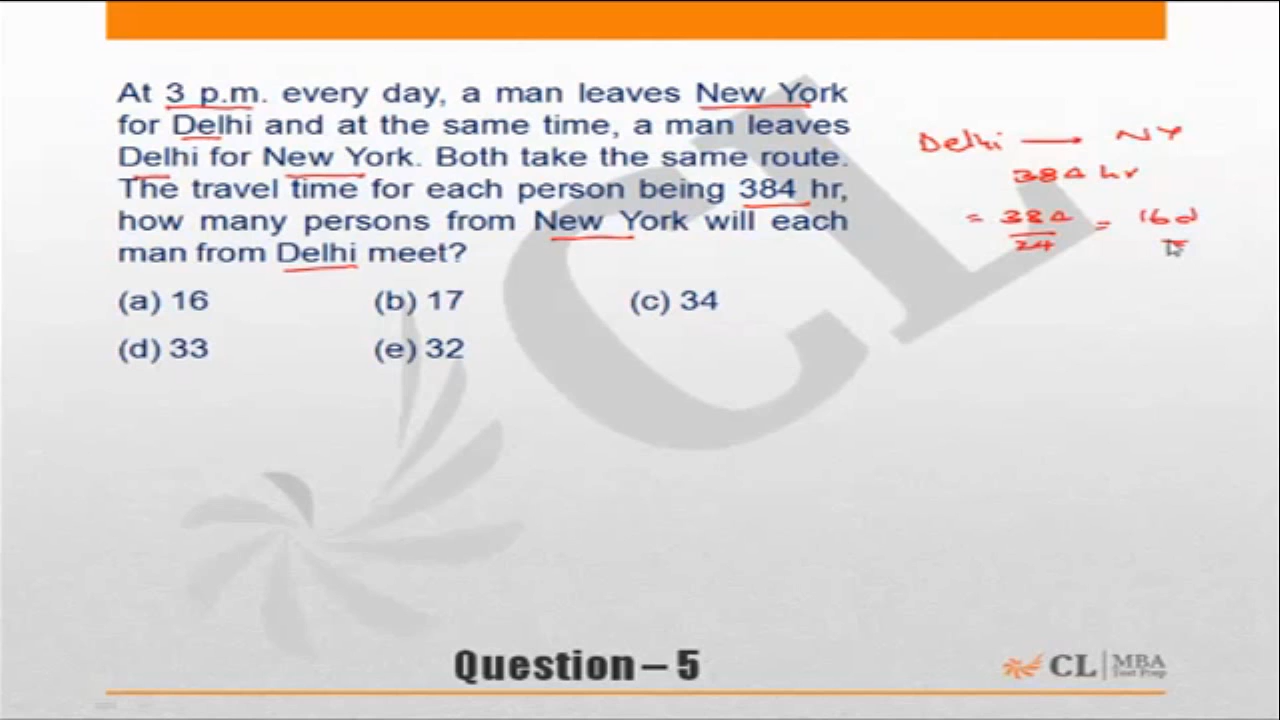 At 3 p.m. every day, a man leaves New York
for Delhi and at the same time, a man leaves
Delhi for New York. Both take the same route.
The travel time for each person being 384 hr,
how many persons from New York will each
man from Delhi meet?
(a) 16 (b) 17 (c) 34
(d) 33 (e) 32
Delhi → NY
384 hr
= 384/24 = 16d
CL
Question – 5
CL MBA
Test Prep